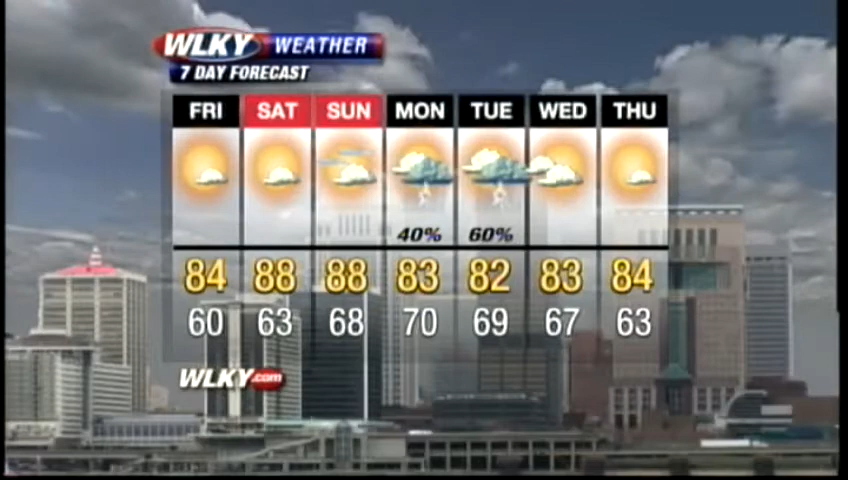 WLKY WEATHER
7 DAY FORECAST
FRI SAT SUN MON TUE WED THU
40% 60%
84 88 88 83 82 83 84
60 63 68 70 69 67 63
WLKY.com